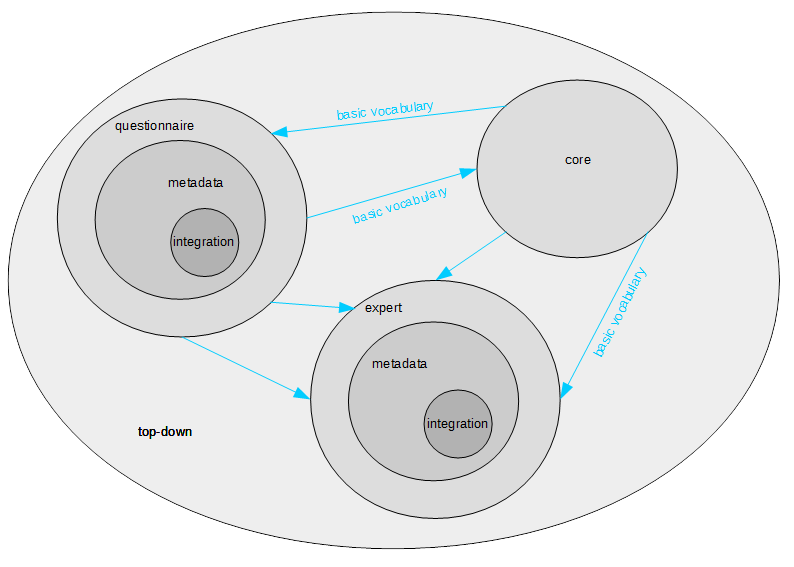 basic vocabulary
questionnaire
core
metadata
basic vocabulary
integration
expert
basic vocabulary
metadata
integration
top-down